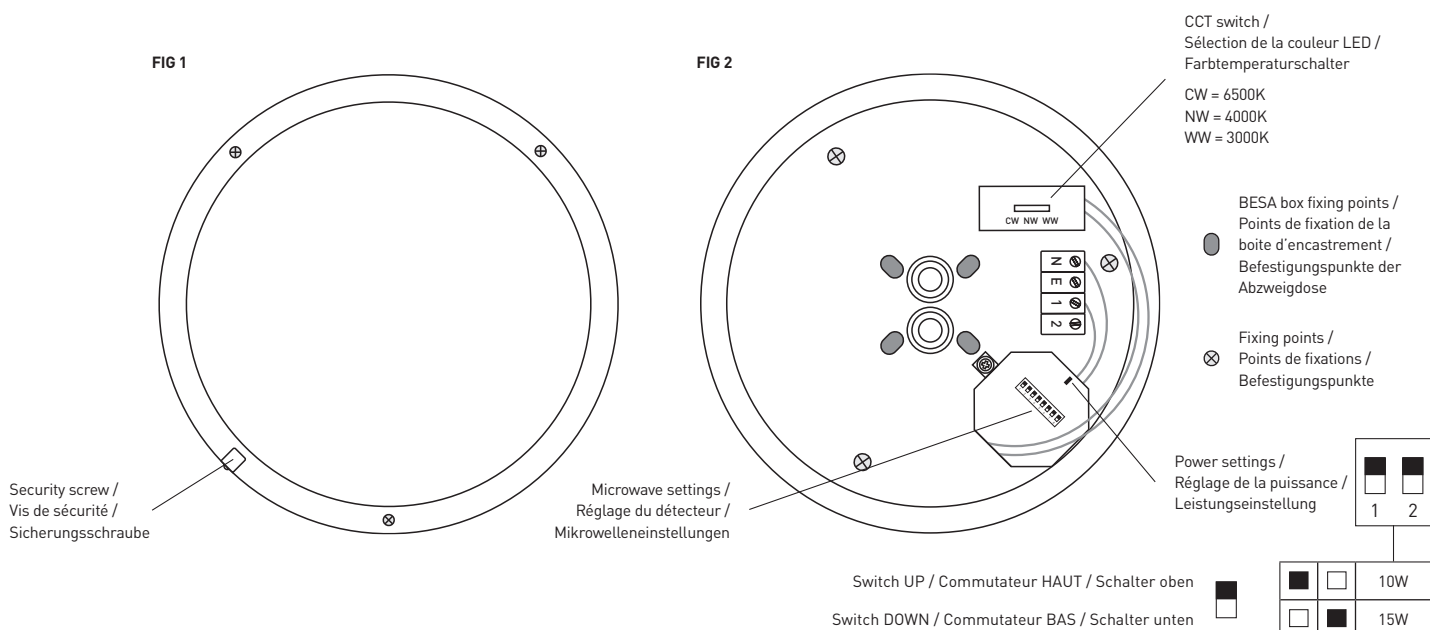 FIG 1
FIG 2
CCT switch /
Sélection de la couleur LED /
Farbtemperaturschalter
CW = 6500K
NW = 4000K
WW = 3000K
CW NW WW
N
E
1
2
BESA box fixing points /
Points de fixation de la
boite d'encastrement /
Befestigungspunkte der
Abzweigdose
Fixing points /
Points de fixations /
Befestigungspunkte
Security screw /
Vis de sécurité /
Sicherungsschraube
Microwave settings /
Réglage du détecteur /
Mikrowelleneinstellungen
Power settings /
Réglage de la puissance /
Leistungseinstellung
1 2
Switch UP / Commutateur HAUT / Schalter oben
10W
Switch DOWN / Commutateur BAS / Schalter unten
15W